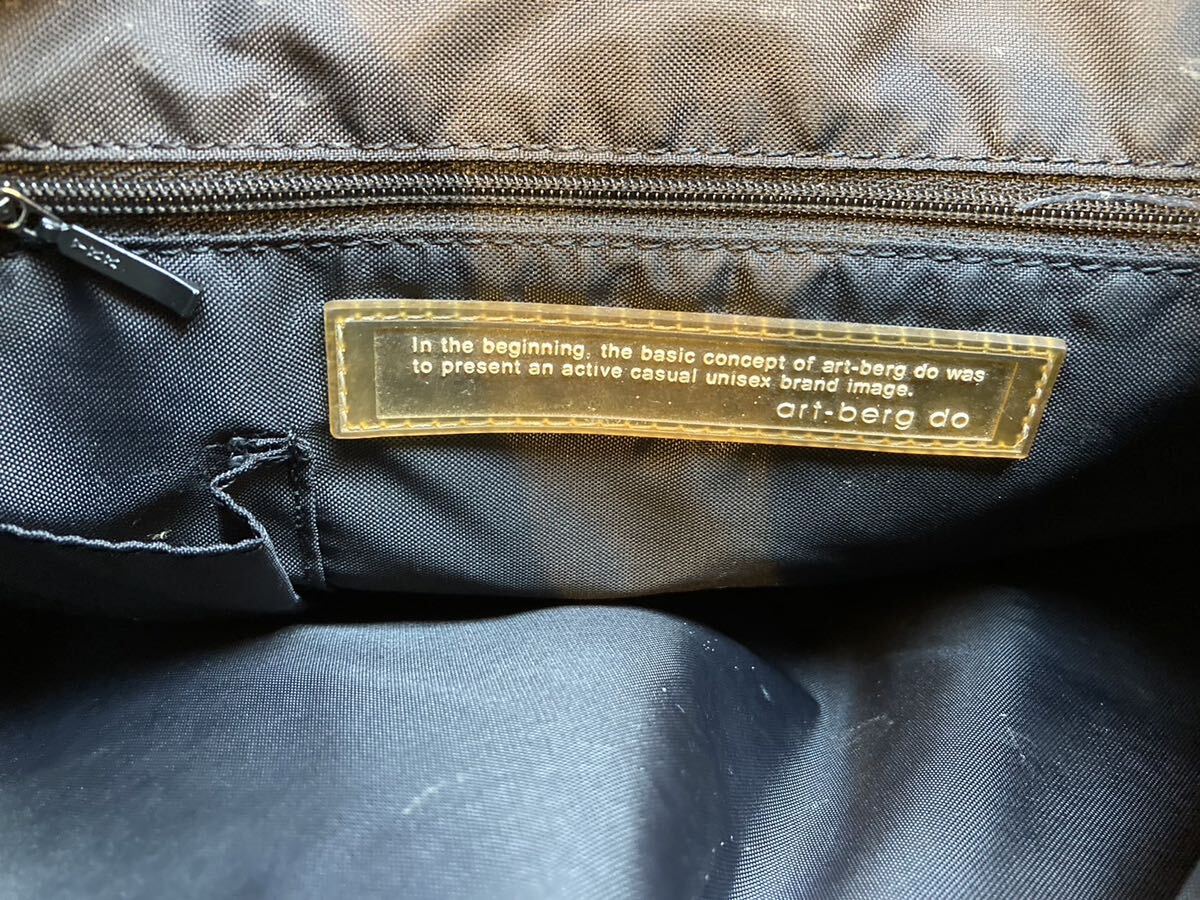 YKK
In the beginning, the basic concept of art-berg do was
to present an active casual unisex brand image.
art-berg do